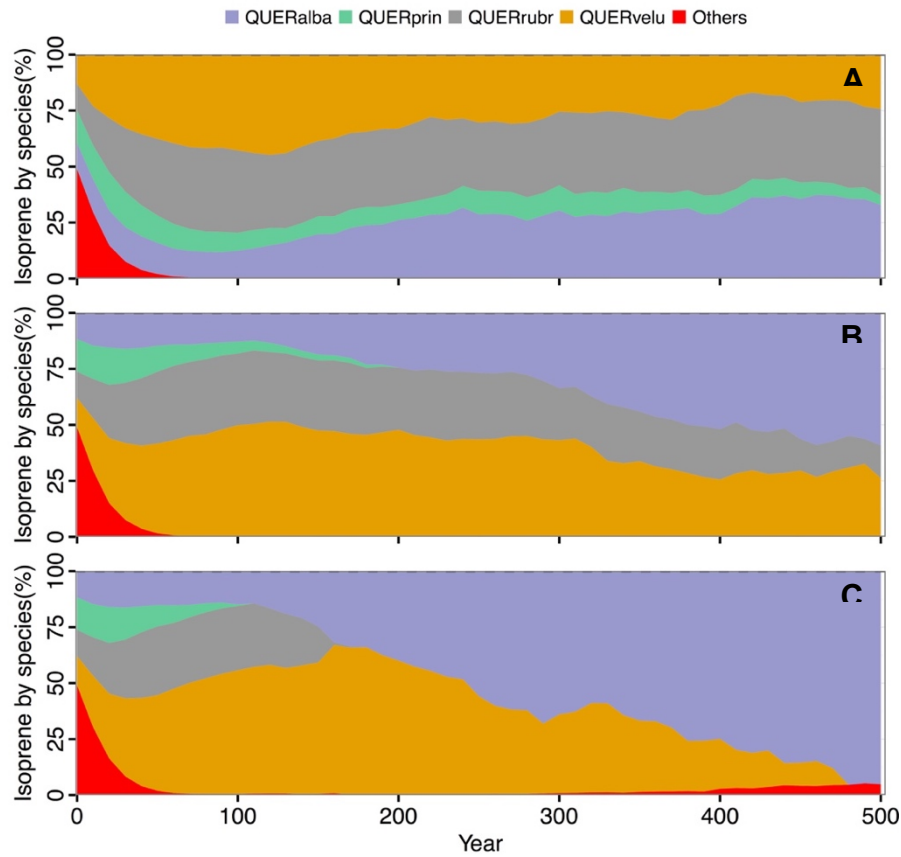 QUERalba QUERprin QUERrubr QUERvelu Others
Isoprene by species(%)
100
75
50
25
0
A
Isoprene by species(%)
100
75
50
25
0
B
Isoprene by species(%)
100
75
50
25
0
C
0 100 200 300 400 500
Year